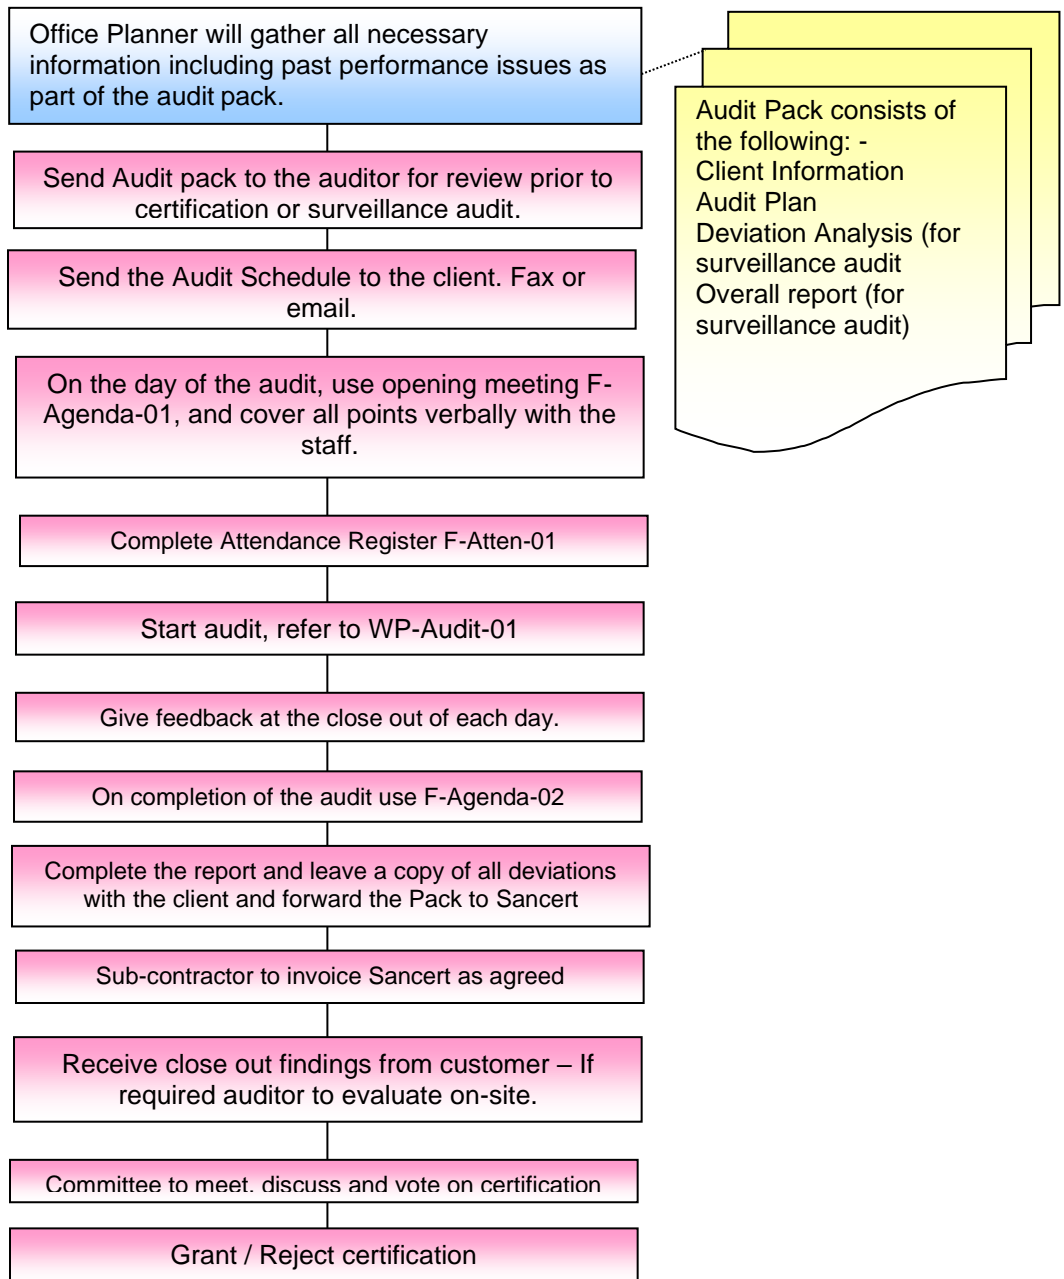 Office Planner will gather all necessary
information including past performance issues as
part of the audit pack.
Audit Pack consists of
the following: -
Client Information
Audit Plan
Deviation Analysis (for
surveillance audit
Overall report (for
surveillance audit)
Send Audit pack to the auditor for review prior to
certification or surveillance audit.
Send the Audit Schedule to the client. Fax or
email.
On the day of the audit, use opening meeting F-
Agenda-01, and cover all points verbally with the
staff.
Complete Attendance Register F-Atten-01
Start audit, refer to WP-Audit-01
Give feedback at the close out of each day.
On completion of the audit use F-Agenda-02
Complete the report and leave a copy of all deviations
with the client and forward the Pack to Sancert
Sub-contractor to invoice Sancert as agreed
Receive close out findings from customer – If
required auditor to evaluate on-site.
Committee to meet, discuss and vote on certification
Grant / Reject certification